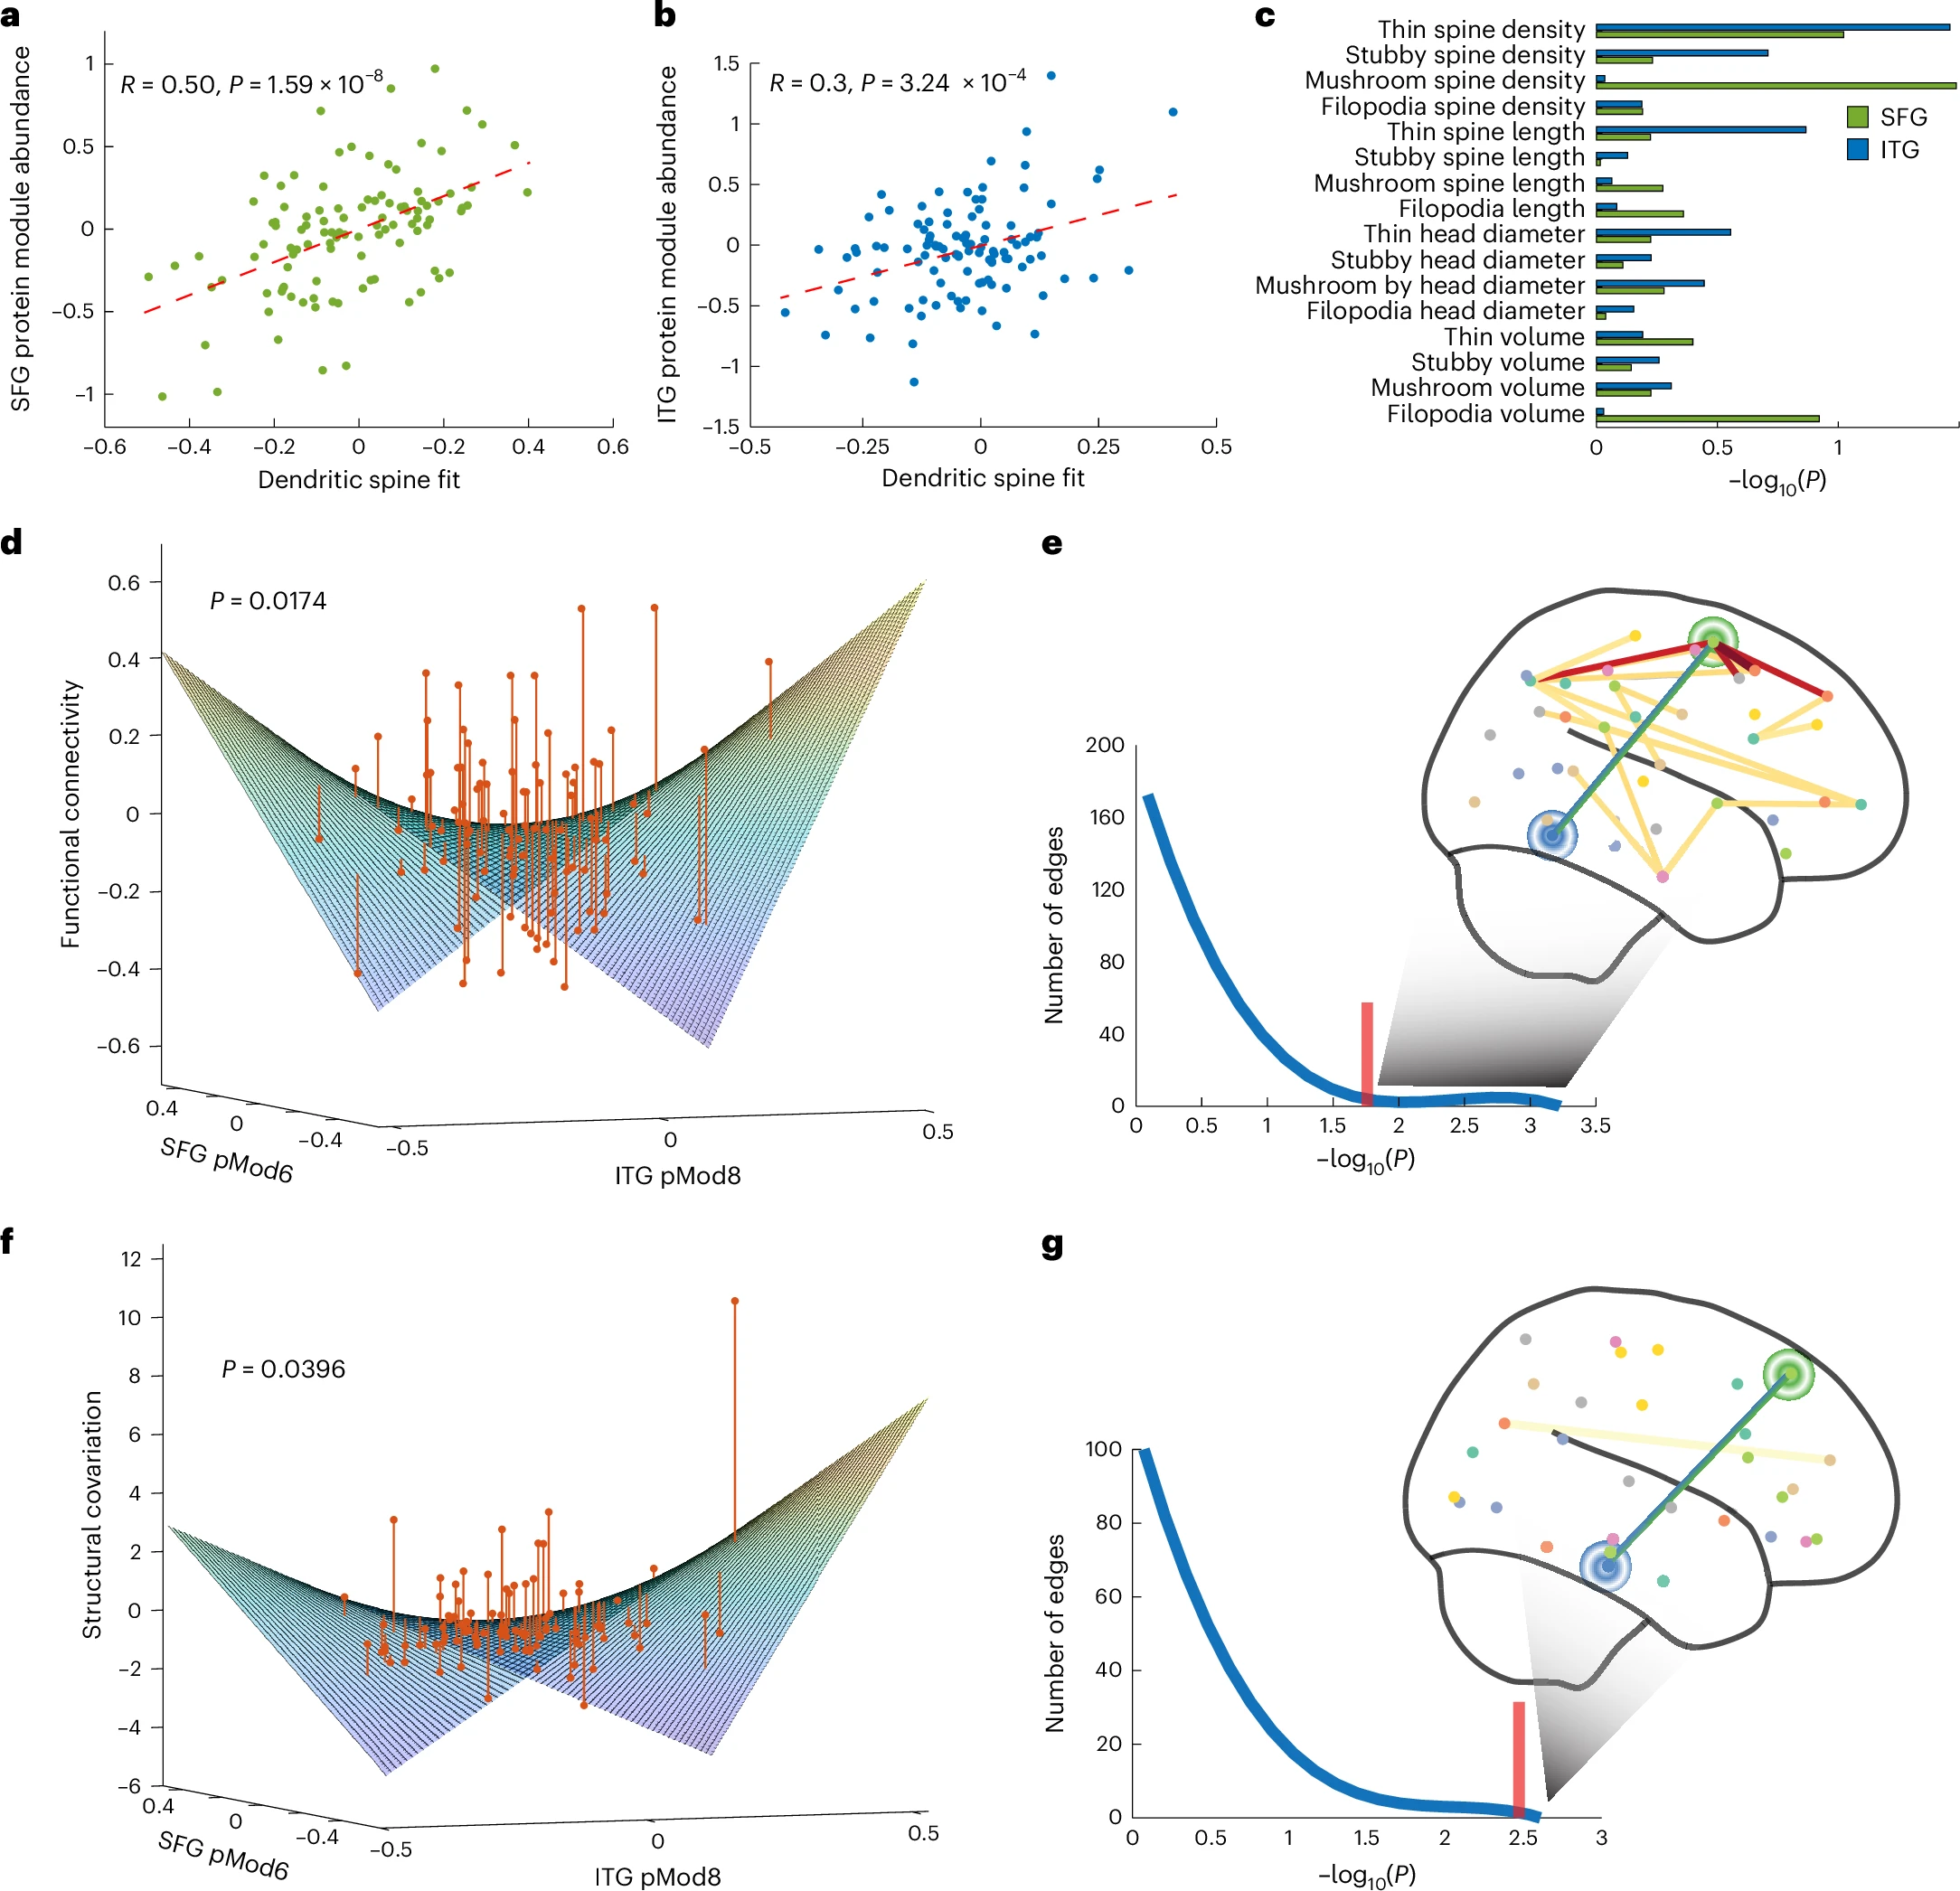 a
SFG protein module abundance
R = 0.50, P = 1.59 × 10⁻⁸
1
0.5
0
−0.5
−1
−0.6
−0.4
−0.2
0
−0.2
0.4
0.6
Dendritic spine fit
b
ITG protein module abundance
R = 0.3, P = 3.24 × 10⁻⁴
1.5
1
0.5
0
−0.5
−1
−1.5
−0.5
−0.25
0
0.25
0.5
Dendritic spine fit
c
Thin spine density
Stubby spine density
Mushroom spine density
Filopodia spine density
Thin spine length
Stubby spine length
Mushroom spine length
Filopodia length
Thin head diameter
Stubby head diameter
Mushroom by head diameter
Filopodia head diameter
Thin volume
Stubby volume
Mushroom volume
Filopodia volume
SFG
ITG
0
0.5
1
−log₁₀(P)
d
P = 0.0174
Functional connectivity
0.6
0.4
0.2
0
−0.2
−0.4
−0.6
0.4
0
−0.4
SFG pMod6
−0.5
0
0.5
ITG pMod8
e
Number of edges
200
160
120
80
40
0
0
0.5
1
1.5
2
2.5
3
3.5
−log₁₀(P)
f
P = 0.0396
Structural covariation
12
10
8
6
4
2
0
−2
−4
−6
0.4
0
−0.4
SFG pMod6
−0.5
0
0.5
ITG pMod8
g
Number of edges
100
80
60
40
20
0
0
0.5
1
1.5
2
2.5
3
−log₁₀(P)